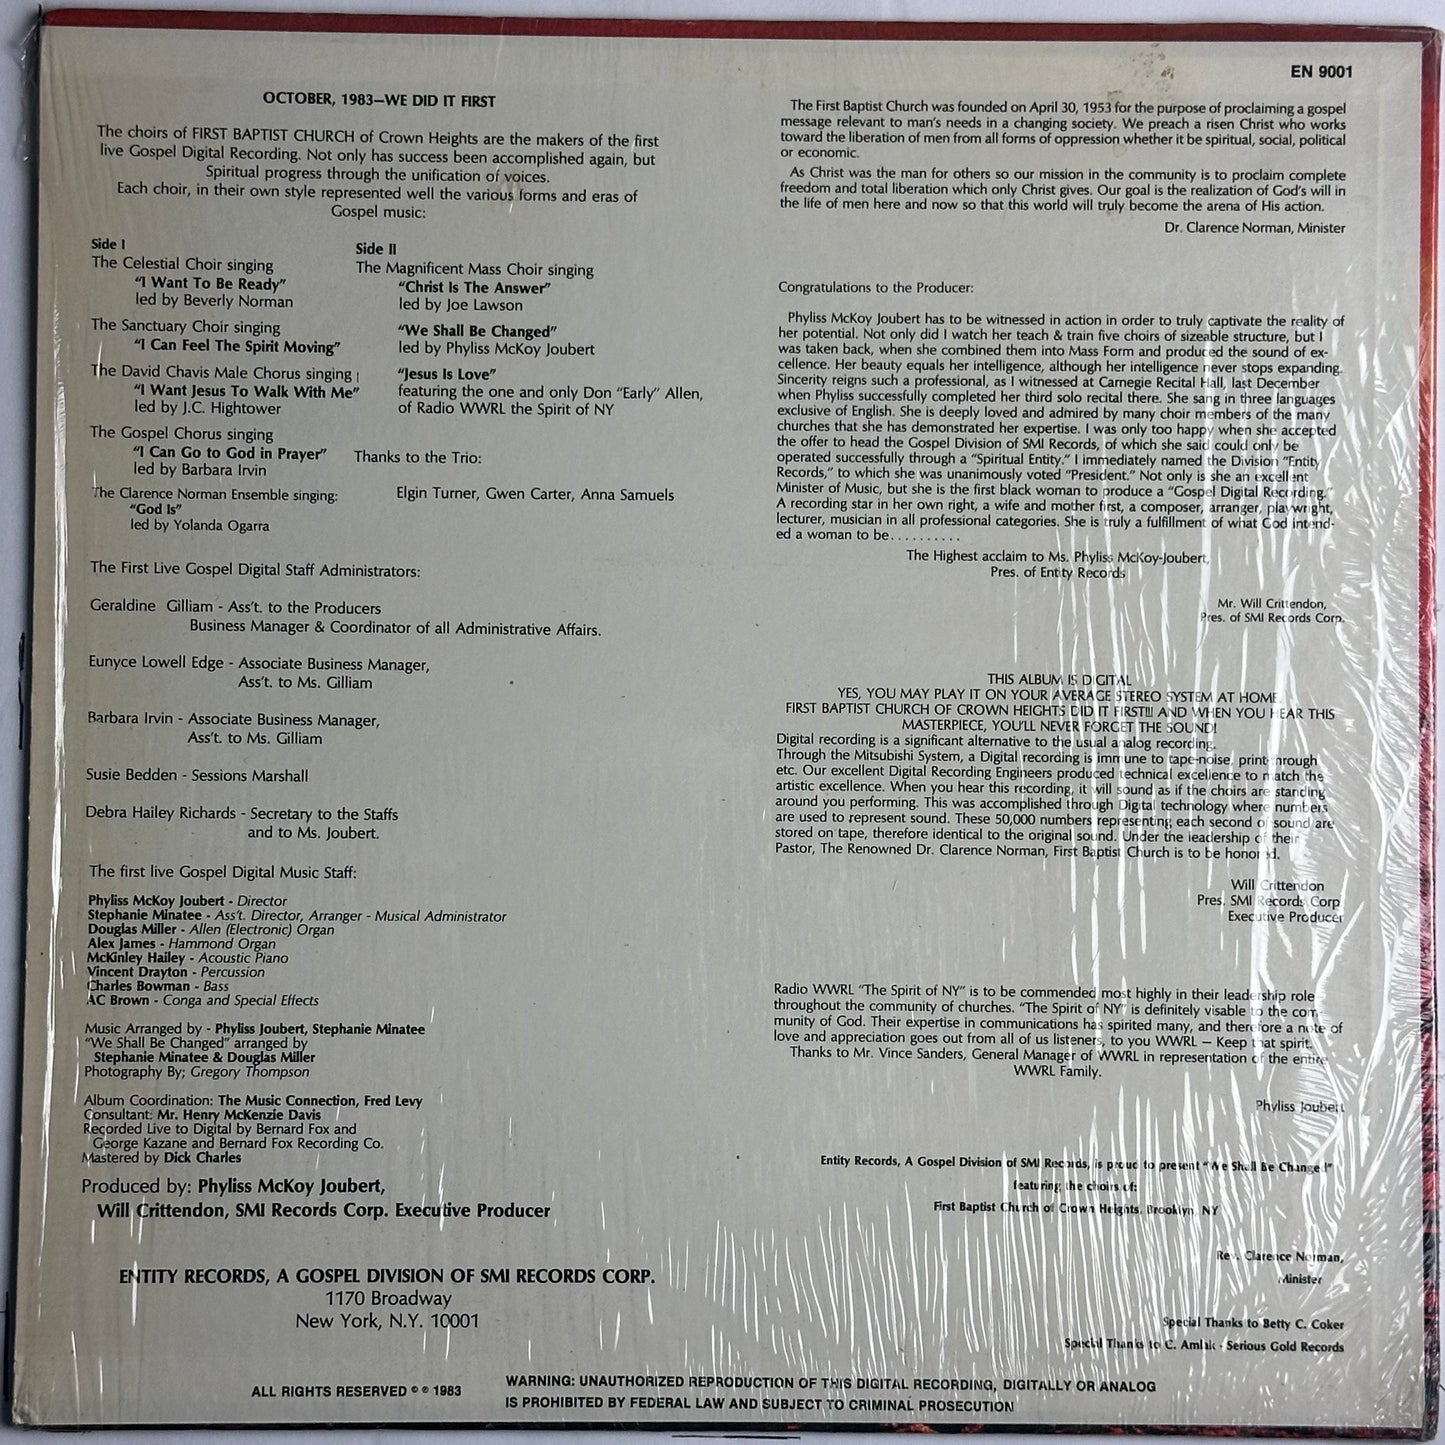 EN 9001
OCTOBER, 1983—WE DID IT FIRST
The choirs of FIRST BAPTIST CHURCH of Crown Heights are the makers of the first
live Gospel Digital Recording. Not only has success been accomplished again, but
Spiritual progress through the unification of voices.
Each choir, in their own style represented well the various forms and eras of
Gospel music:
Side I
The Celestial Choir singing
"I Want To Be Ready"
led by Beverly Norman
The Sanctuary Choir singing
"I Can Feel The Spirit Moving"
The David Chavis Male Chorus singing
"I Want Jesus To Walk With Me"
led by J.C. Hightower
The Gospel Chorus singing
"I Can Go to God in Prayer"
led by Barbara Irvin
The Clarence Norman Ensemble singing:
"God Is"
led by Yolanda Ogarra
Side II
The Magnificent Mass Choir singing
"Christ Is The Answer"
led by Joe Lawson
"We Shall Be Changed"
led by Phyliss McKoy Joubert
"Jesus Is Love"
featuring the one and only Don "Early" Allen,
of Radio WWRL the Spirit of NY
Thanks to the Trio:
Elgin Turner, Gwen Carter, Anna Samuels
The First Live Gospel Digital Staff Administrators:
Geraldine Gilliam - Ass't. to the Producers
Business Manager & Coordinator of all Administrative Affairs.
Eunyce Lowell Edge - Associate Business Manager,
Ass't. to Ms. Gilliam
Barbara Irvin - Associate Business Manager,
Ass't. to Ms. Gilliam
Susie Bedden - Sessions Marshall
Debra Hailey Richards - Secretary to the Staffs
and to Ms. Joubert.
The first live Gospel Digital Music Staff:
Phyliss McKoy Joubert - Director
Stephanie Minatee - Ass't. Director, Arranger - Musical Administrator
Douglas Miller - Allen (Electronic) Organ
Alex James - Hammond Organ
McKinley Hailey - Acoustic Piano
Vincent Drayton - Percussion
Charles Bowman - Bass
AC Brown - Conga and Special Effects
Music Arranged by - Phyliss Joubert, Stephanie Minatee
"We Shall Be Changed" arranged by
Stephanie Minatee & Douglas Miller
Photography By; Gregory Thompson
Album Coordination: The Music Connection, Fred Levy
Consultant: Mr. Henry McKenzie Davis
Recorded Live to Digital by Bernard Fox and
George Kazane and Bernard Fox Recording Co.
Mastered by Dick Charles
Produced by: Phyliss McKoy Joubert,
Will Crittendon, SMI Records Corp. Executive Producer
ENTITY RECORDS, A GOSPEL DIVISION OF SMI RECORDS CORP.
1170 Broadway
New York, N.Y. 10001
The First Baptist Church was founded on April 30, 1953 for the purpose of proclaiming a gospel
message relevant to man's needs in a changing society. We preach a risen Christ who works
toward the liberation of men from all forms of oppression whether it be spiritual, social, political
or economic.
As Christ was the man for others so our mission in the community is to proclaim complete
freedom and total liberation which only Christ gives. Our goal is the realization of God's will in
the life of men here and now so that this world will truly become the arena of His action.
Dr. Clarence Norman, Minister
Congratulations to the Producer:
Phyliss McKoy Joubert has to be witnessed in action in order to truly captivate the reality of
her potential. Not only did I watch her teach & train five choirs of sizeable structure, but I
was taken back, when she combined them into Mass Form and produced the sound of ex-
cellence. Her beauty equals her intelligence, although her intelligence never stops expanding.
Sincerity reigns such a professional, as I witnessed at Carnegie Recital Hall, last December
when Phyliss successfully completed her third solo recital there. She sang in three languages
exclusive of English. She is deeply loved and admired by many choir members of the many
churches that she has demonstrated her expertise. I was only too happy when she accepted
the offer to head the Gospel Division of SMI Records, of which she said could only be
operated successfully through a "Spiritual Entity." I immediately named the Division "Entity
Records," to which she was unanimously voted "President." Not only is she an excellent
Minister of Music, but she is the first black woman to produce a "Gospel Digital Recording."
A recording star in her own right, a wife and mother first, a composer, arranger, playwright,
lecturer, musician in all professional categories. She is truly a fulfillment of what God intend-
ed a woman to be..........
The Highest acclaim to Ms. Phyliss McKoy-Joubert,
Pres. of Entity Records
Mr. Will Crittendon,
Pres. of SMI Records Corp.
THIS ALBUM IS DIGITAL
YES, YOU MAY PLAY IT ON YOUR AVERAGE STEREO SYSTEM AT HOME
FIRST BAPTIST CHURCH OF CROWN HEIGHTS DID IT FIRST!!! AND WHEN YOU HEAR THIS
MASTERPIECE, YOU'LL NEVER FORGET THE SOUND!
Digital recording is a significant alternative to the usual analog recording.
Through the Mitsubishi System, a Digital recording is immune to tape-noise, print-through
etc. Our excellent Digital Recording Engineers produced technical excellence to match the
artistic excellence. When you hear this recording, it will sound as if the choirs are standing
around you performing. This was accomplished through Digital technology where numbers
are used to represent sound. These 50,000 numbers representing each second of sound are
stored on tape, therefore identical to the original sound. Under the leadership of their
Pastor, The Renowned Dr. Clarence Norman, First Baptist Church is to be honored.
Will Crittendon
Pres. SMI Records Corp
Executive Producer
Radio WWRL "The Spirit of NY" is to be commended most highly in their leadership role
throughout the community of churches. "The Spirit of NY" is definitely visable to the com-
munity of God. Their expertise in communications has spirited many, and therefore a note of
love and appreciation goes out from all of us listeners, to you WWRL — Keep that spirit.
Thanks to Mr. Vince Sanders, General Manager of WWRL in representation of the entire
WWRL Family.
Phyliss Joubert
Entity Records, A Gospel Division of SMI Records, is proud to present "We Shall Be Changed"
featuring the choirs of:
First Baptist Church of Crown Heights, Brooklyn, NY
Rev. Clarence Norman,
Minister
Special Thanks to Betty C. Coker
Special Thanks to C. Amlak - Serious Gold Records
ALL RIGHTS RESERVED © ℗ 1983
WARNING: UNAUTHORIZED REPRODUCTION OF THIS DIGITAL RECORDING, DIGITALLY OR ANALOG
IS PROHIBITED BY FEDERAL LAW AND SUBJECT TO CRIMINAL PROSECUTION